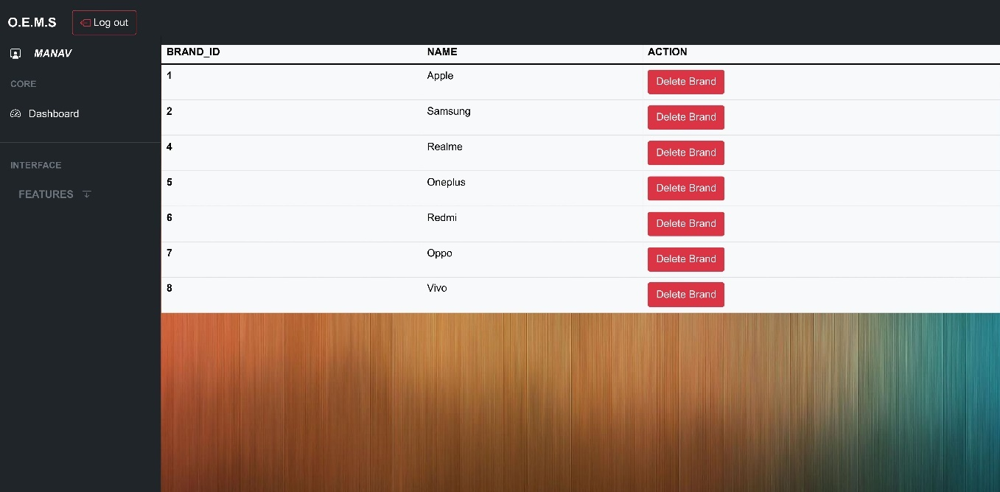 O.E.M.S Log out
MANAV
CORE
Dashboard
INTERFACE
FEATURES
BRAND_ID NAME ACTION
1 Apple Delete Brand
2 Samsung Delete Brand
4 Realme Delete Brand
5 Oneplus Delete Brand
6 Redmi Delete Brand
7 Oppo Delete Brand
8 Vivo Delete Brand